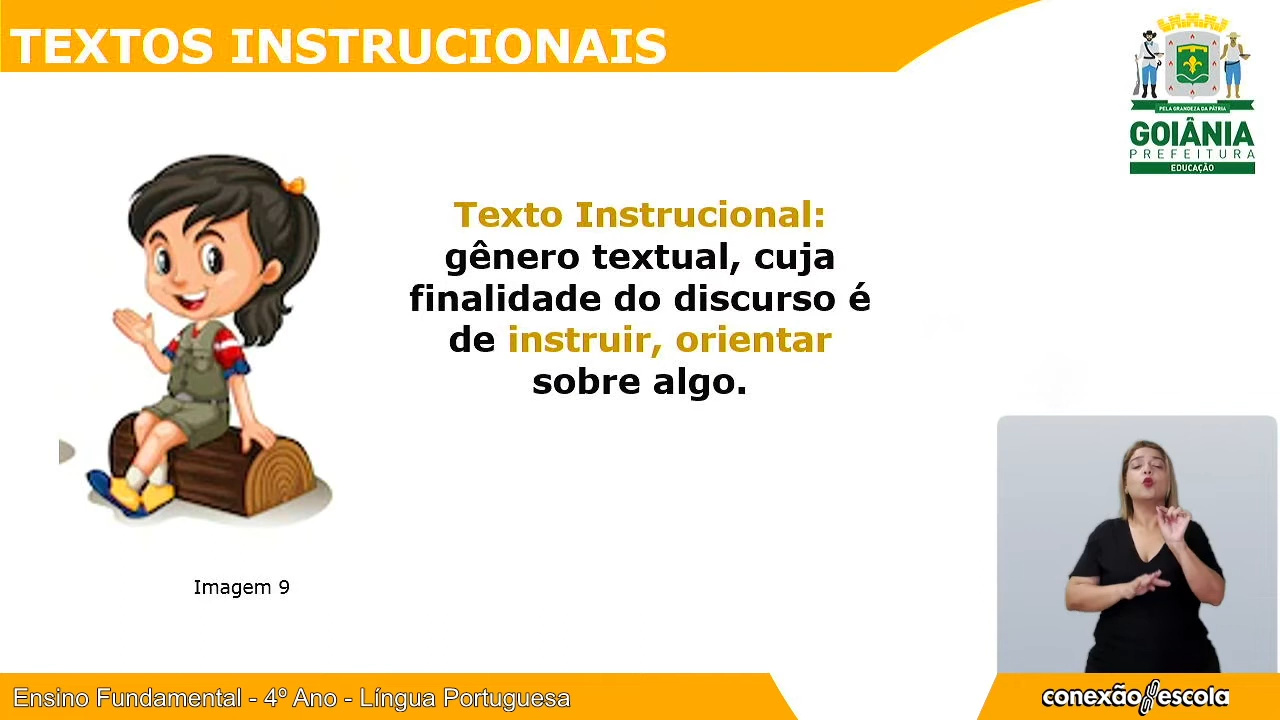 TEXTOS INSTRUCIONAIS
PELA GRANDEZA DA PÁTRIA
GOIÂNIA
PREFEITURA
EDUCAÇÃO
Texto Instrucional:
gênero textual, cuja
finalidade do discurso é
de instruir, orientar
sobre algo.
Imagem 9
Ensino Fundamental - 4º Ano - Língua Portuguesa
conexão escola